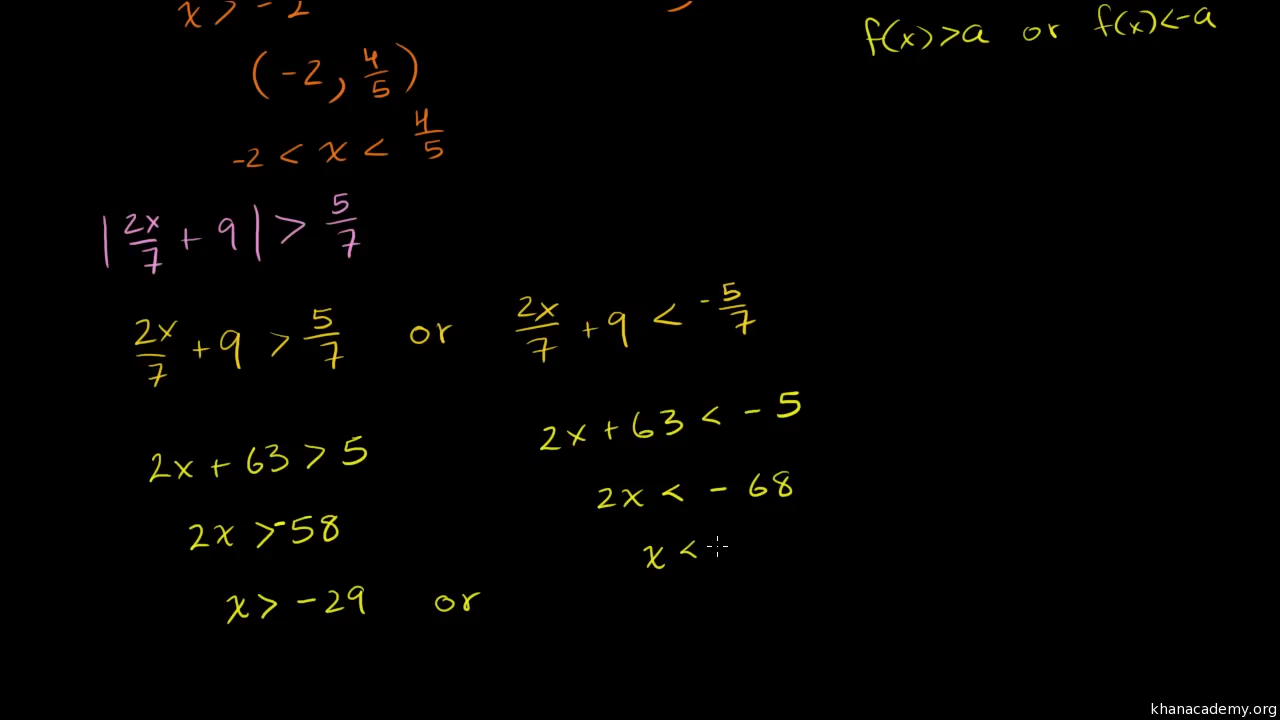 x > -2
f(x) > a or f(x) < -a
(-2, 4/5)
-2 < x < 4/5
|2x/7 + 9| > 5/7
2x/7 + 9 > 5/7 or 2x/7 + 9 < -5/7
2x + 63 < -5
2x + 63 > 5
2x < -68
2x > -58
x <
x > -29 or
khanacademy.org